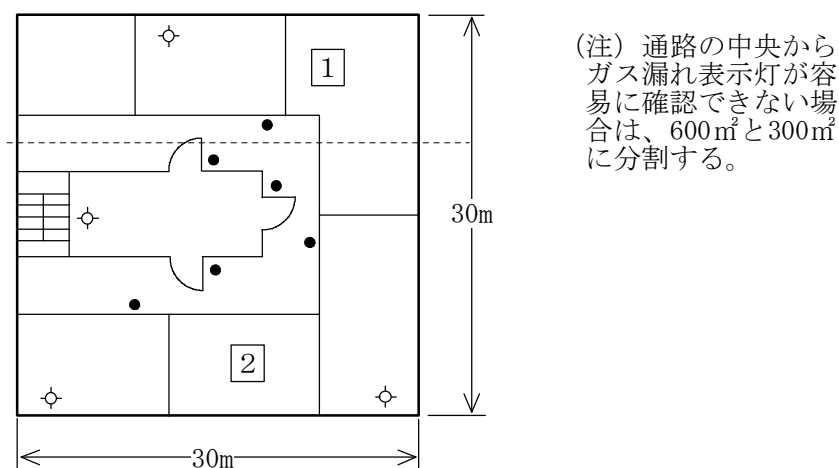 1
(注) 通路の中央から
ガス漏れ表示灯が容
易に確認できない場
合は、600㎡と300㎡
に分割する。
30m
2
30m